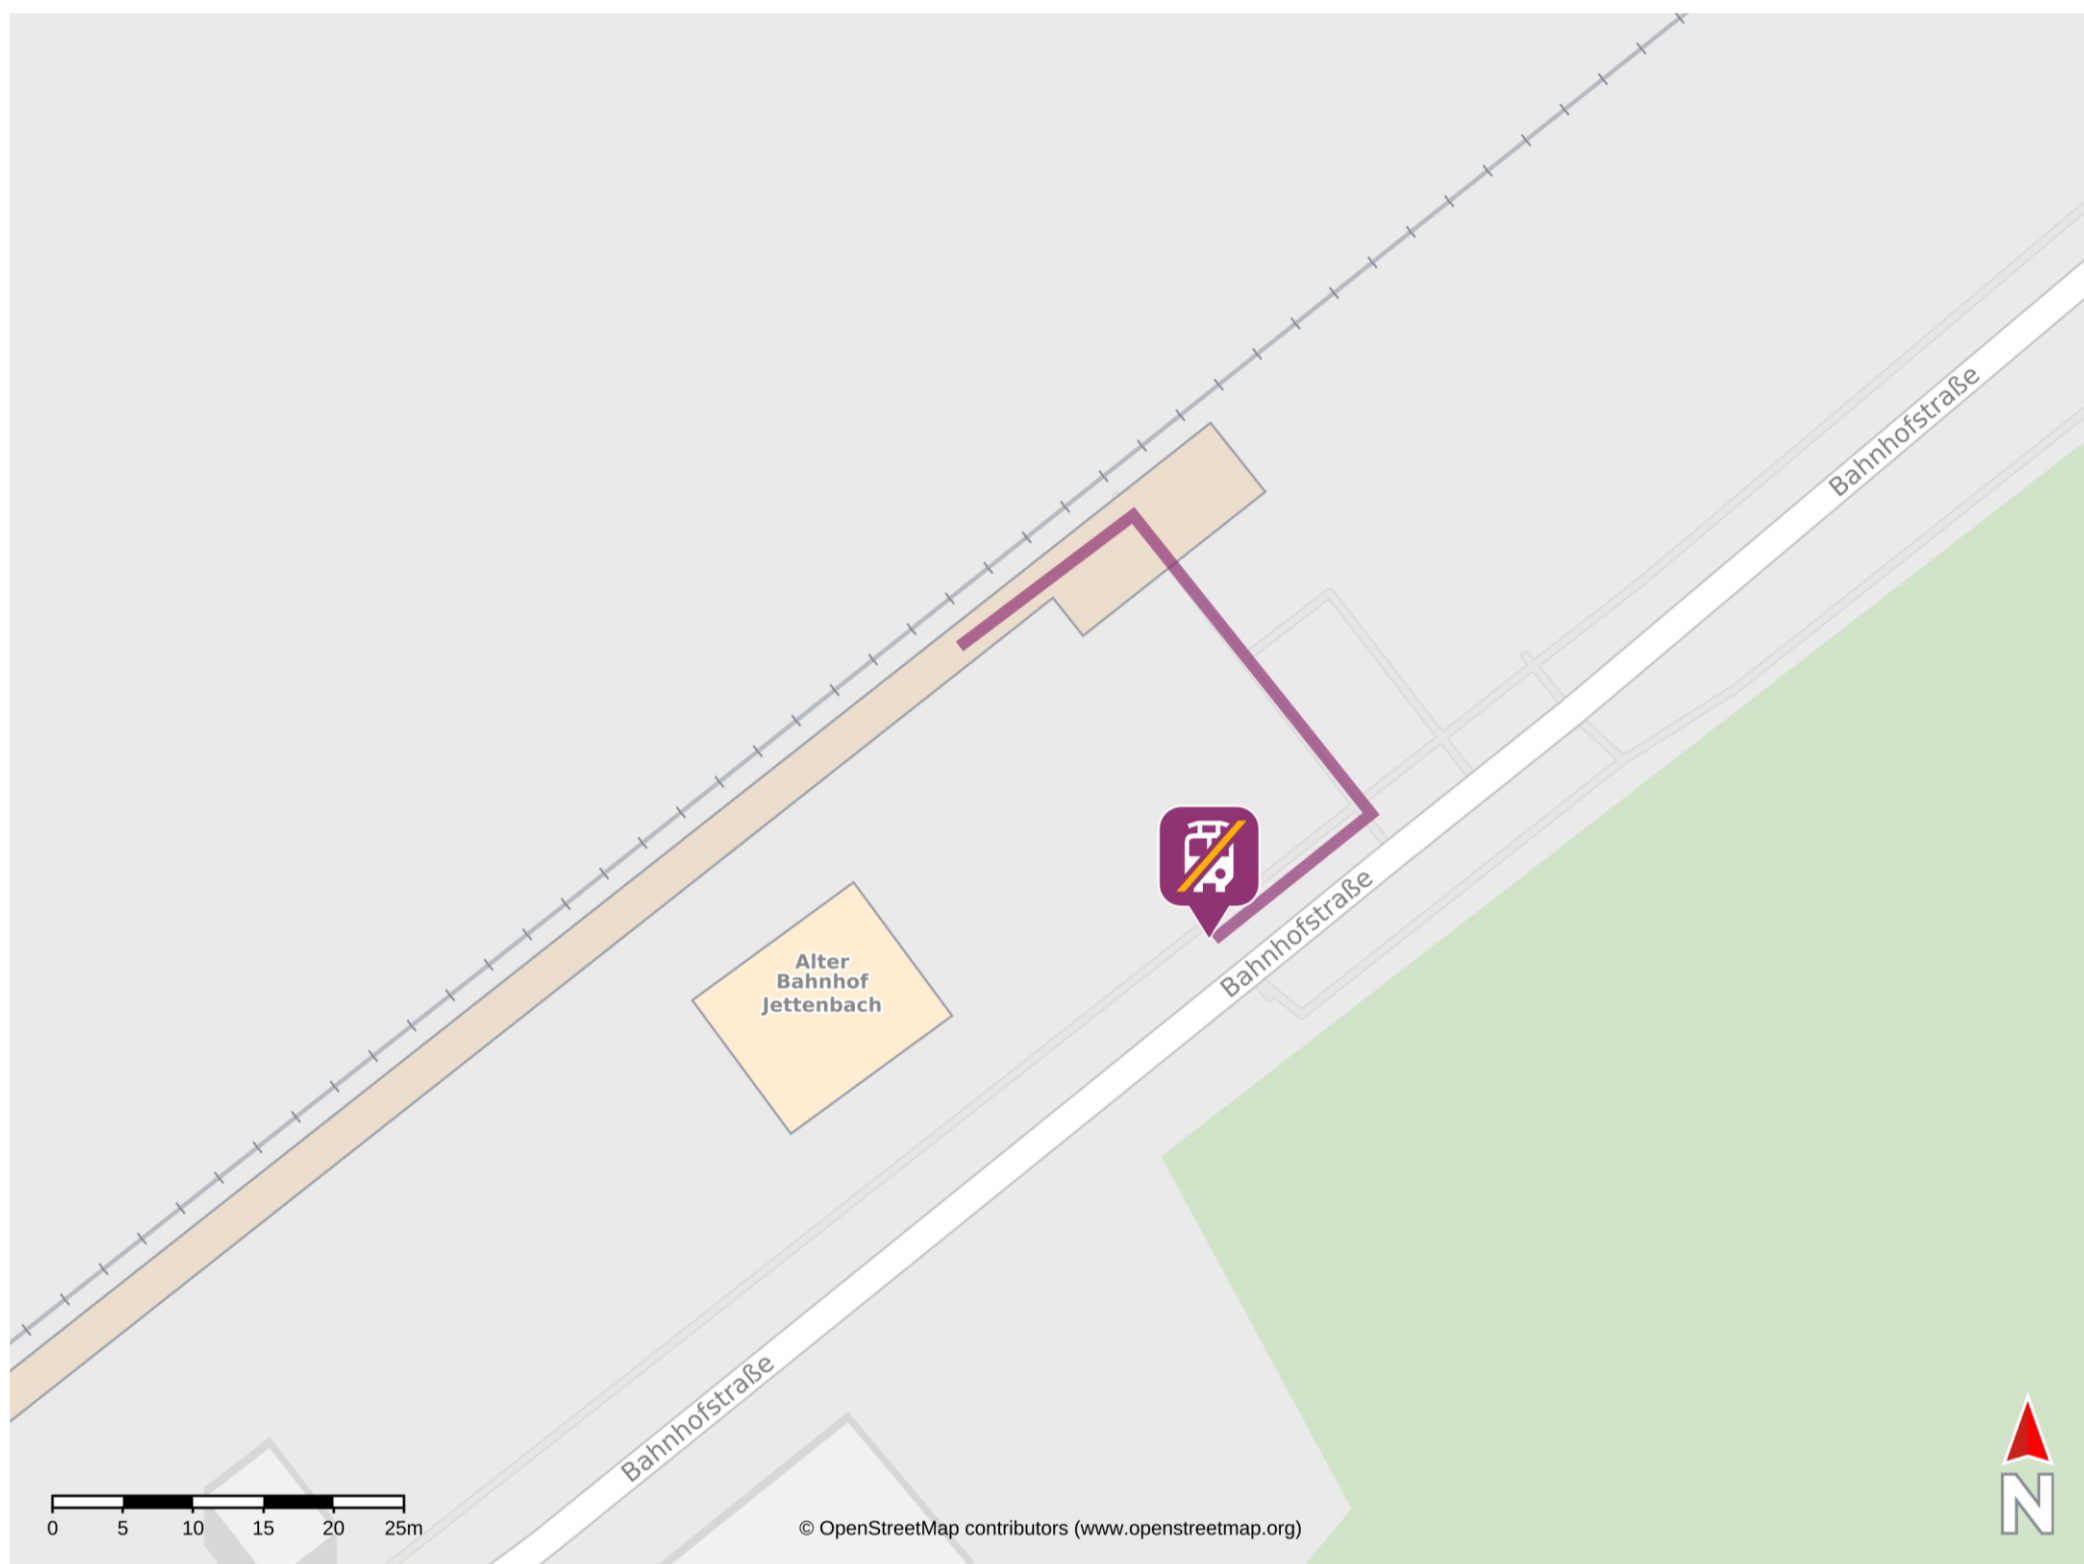 Bahnhofstraße
Bahnhofstraße
Alter
Bahnhof
Jettenbach
Bahnhofstraße
N
0 5 10 15 20 25m
© OpenStreetMap contributors (www.openstreetmap.org)